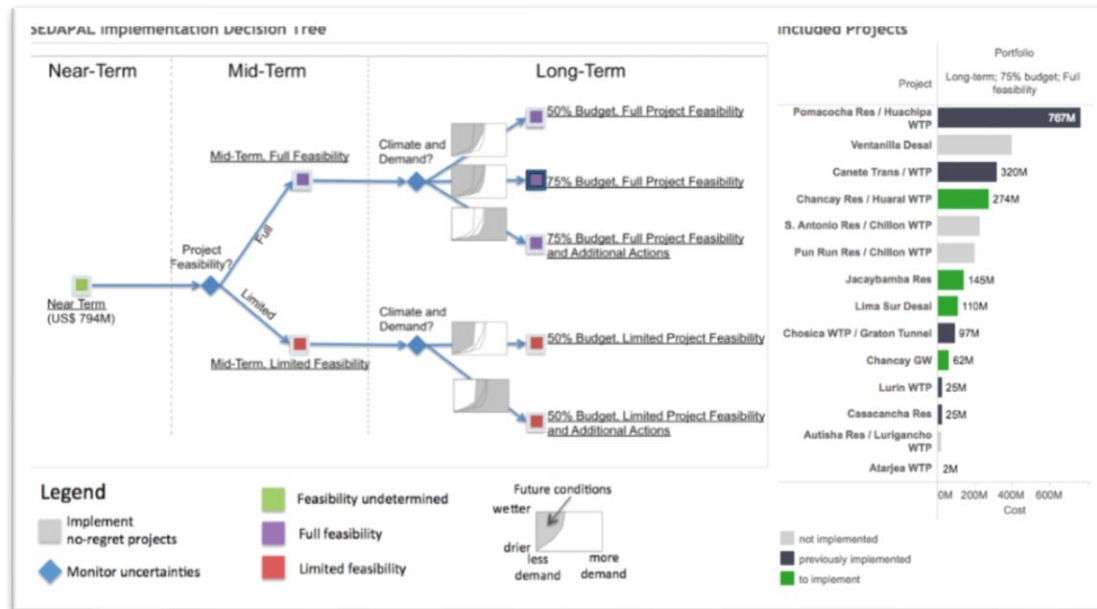 SEDAPAL Implementation Decision Tree
Near-Term
Mid-Term
Long-Term
50% Budget, Full Project Feasibility
Climate and
Demand?
Mid-Term, Full Feasibility
75% Budget, Full Project Feasibility
Full
75% Budget, Full Project Feasibility
and Additional Actions
Project
Feasibility?
Near Term
(US$ 794M)
Limited
Climate and
Demand?
50% Budget, Limited Project Feasibility
Mid-Term, Limited Feasibility
50% Budget, Limited Project Feasibility
and Additional Actions
Legend
Implement
no-regret projects
Monitor uncertainties
Feasibility undetermined
Full feasibility
Limited feasibility
Future conditions
wetter
drier
less
demand
more
demand
Included Projects
Portfolio
Project
Long-term; 75% budget; Full
feasibility
Pomacocha Res / Huachipa
WTP
767M
Ventanilla Desal
Canete Trans / WTP
320M
Chancay Res / Huaral WTP
274M
S. Antonio Res / Chillon WTP
Pun Run Res / Chillon WTP
Jacaybamba Res
145M
Lima Sur Desal
110M
Chosica WTP / Graton Tunnel
97M
Chancay GW
62M
Lurin WTP
25M
Casacancha Res
25M
Autisha Res / Lurigancho
WTP
Atarjea WTP
2M
0M 200M 400M 600M
Cost
not implemented
previously implemented
to implement